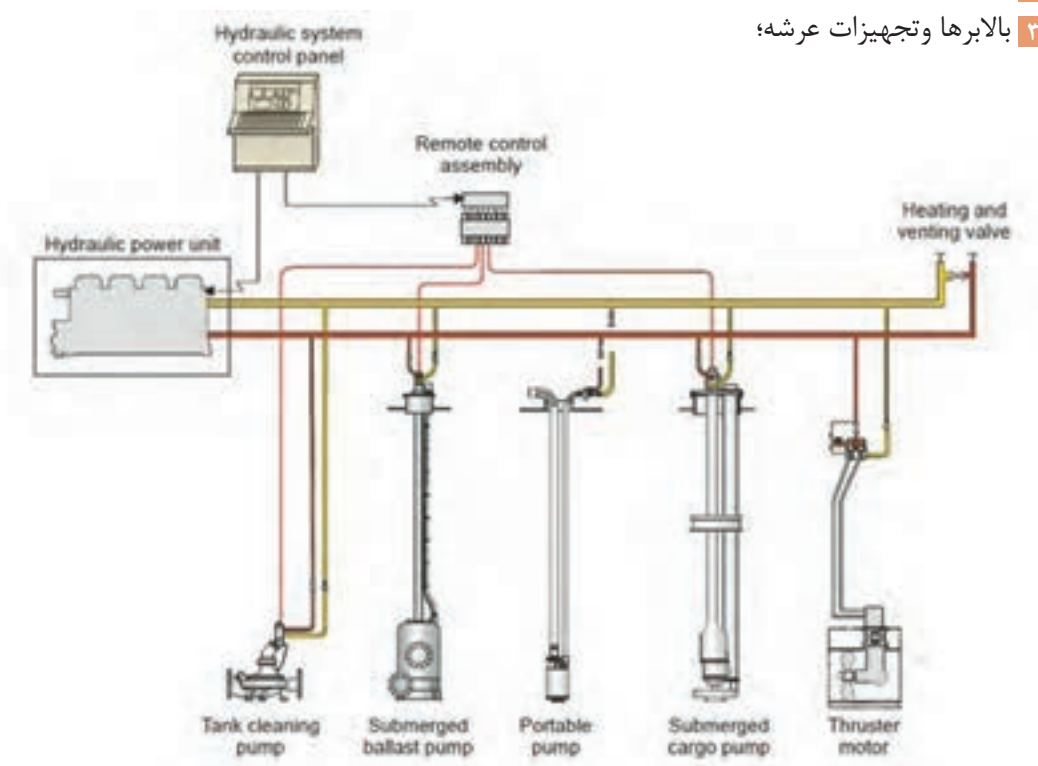 ۳ بالابرها وتجهیزات عرشه؛
Hydraulic system
control panel
Remote control
assembly
Heating and
venting valve
Hydraulic power unit
Tank cleaning
pump
Submerged
ballast pump
Portable
pump
Submerged
cargo pump
Thruster
motor